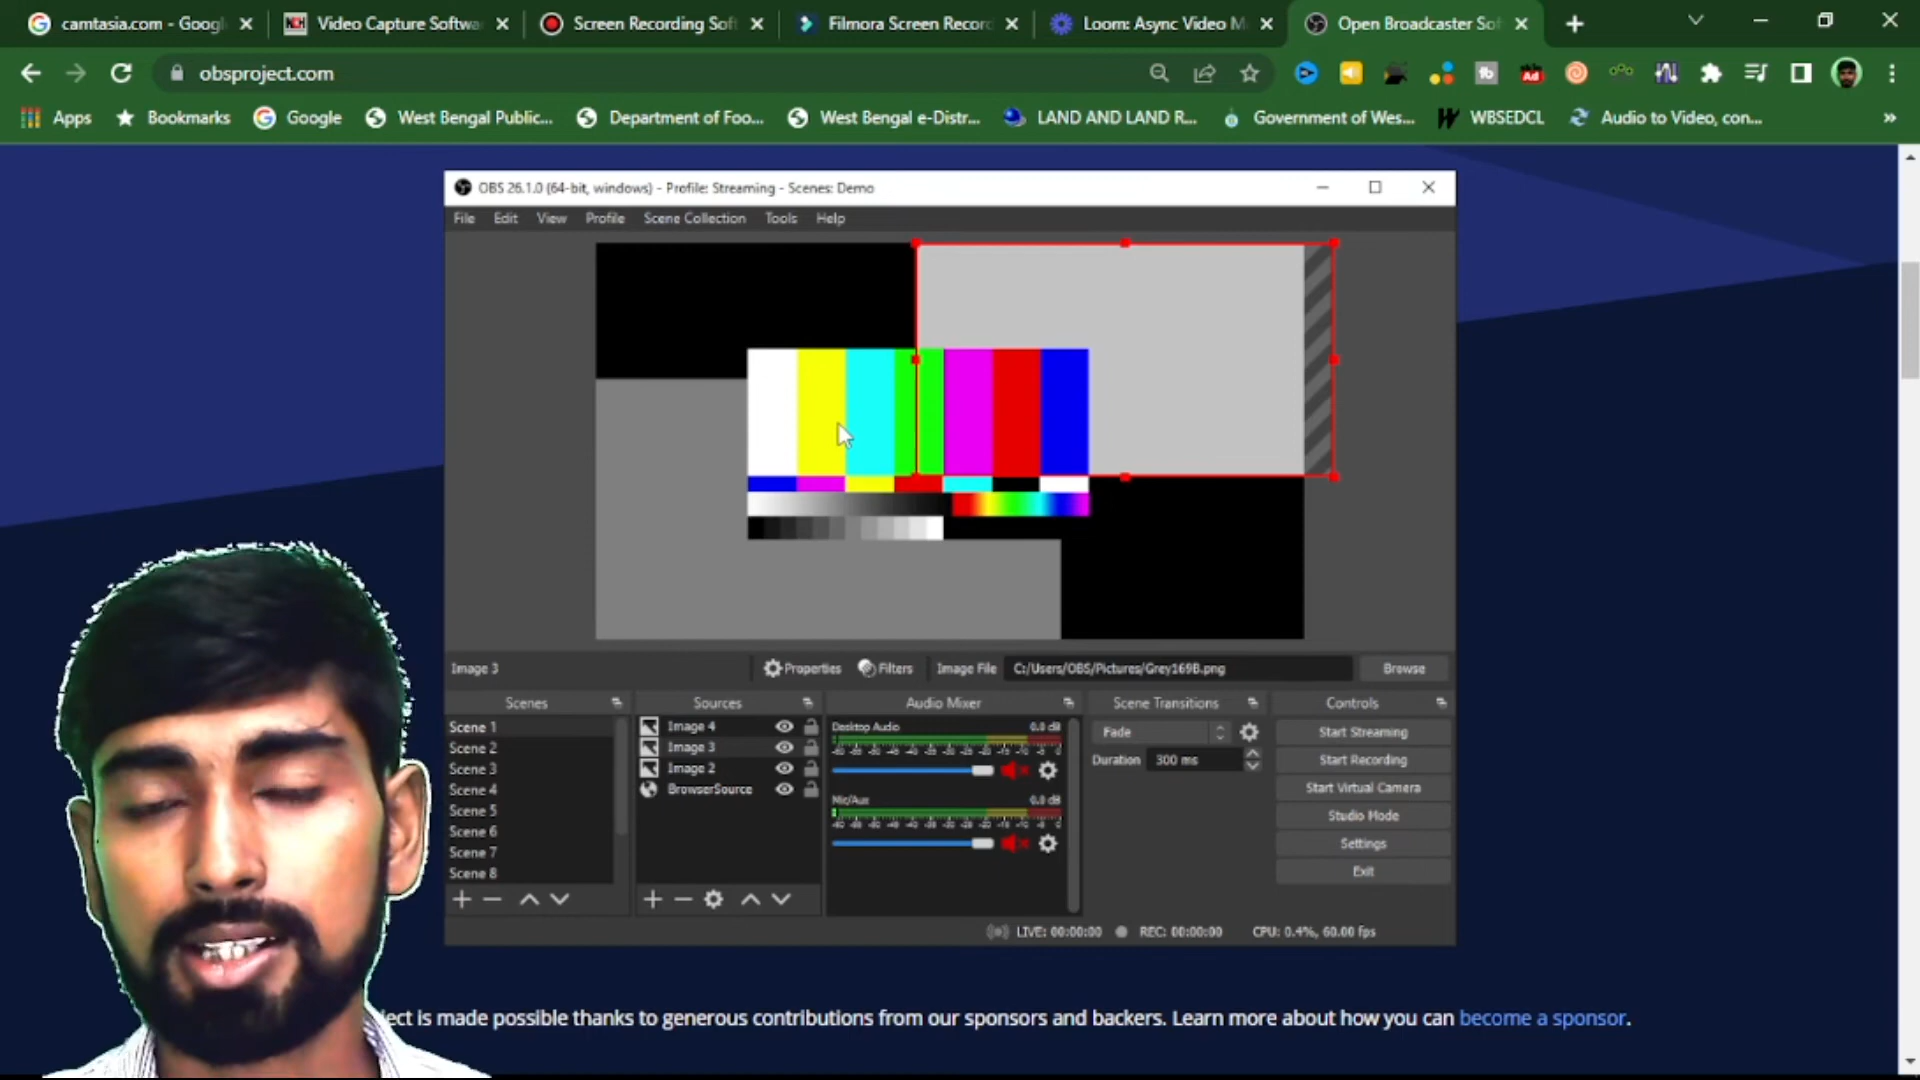 camtasia.com - Goog
Video Capture Softwa
Screen Recording Soft
Filmora Screen Record
Loom: Async Video M
Open Broadcaster Sof
obsproject.com
Apps
Bookmarks
Google
West Bengal Public...
Department of Foo...
West Bengal e-Distr...
LAND AND LAND R...
Government of Wes...
WBSEDCL
Audio to Video, con...
OBS 26.1.0 (64-bit, windows) - Profile: Streaming - Scenes: Demo
File Edit View Profile Scene Collection Tools Help
Image 3
Properties
Filters
Image File
C:/Users/OBS/Pictures/Grey169B.png
Browse
Scenes
Sources
Audio Mixer
Scene Transitions
Controls
Scene 1
Scene 2
Scene 3
Scene 4
Scene 5
Scene 6
Scene 7
Scene 8
Image 4
Image 3
Image 2
BrowserSource
Desktop Audio 0.0 dB
Mic/Aux 0.0 dB
Fade
Duration 300 ms
Start Streaming
Start Recording
Start Virtual Camera
Studio Mode
Settings
Exit
LIVE: 00:00:00
REC: 00:00:00
CPU: 0.4%, 60.00 fps
ject is made possible thanks to generous contributions from our sponsors and backers. Learn more about how you can become a sponsor.